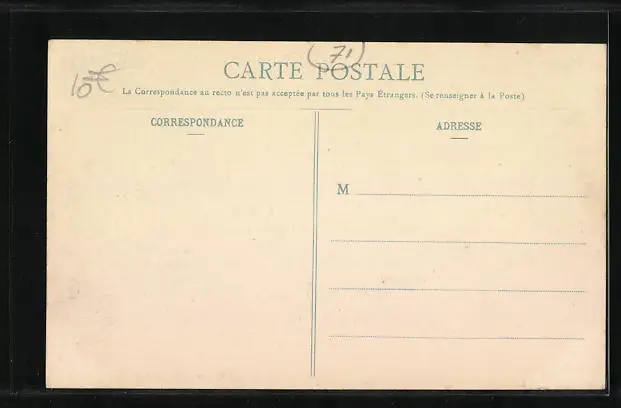 (71)
10€
CARTE POSTALE
La Correspondance au recto n'est pas acceptée par tous les Pays Étrangers. (Se renseigner à la Poste)
CORRESPONDANCE
ADRESSE
M